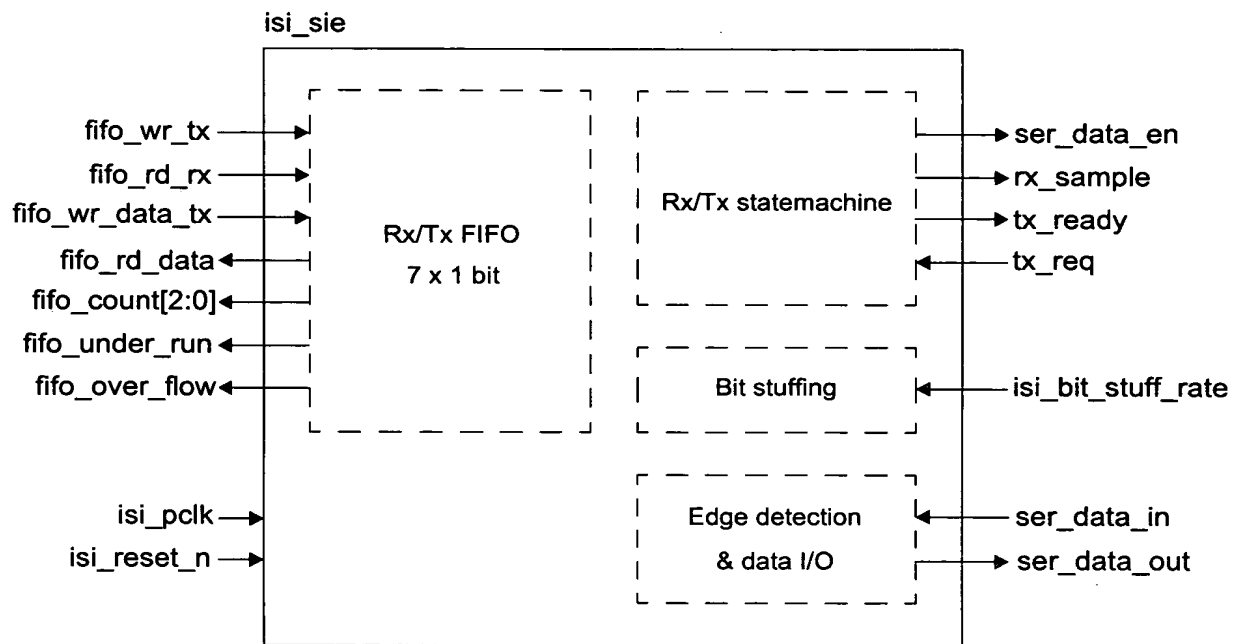 isi_sie
fifo_wr_tx
fifo_rd_rx
fifo_wr_data_tx
fifo_rd_data
fifo_count[2:0]
fifo_under_run
fifo_over_flow
isi_pclk
isi_reset_n
Rx/Tx FIFO
7 x 1 bit
Rx/Tx statemachine
Bit stuffing
Edge detection
& data I/O
ser_data_en
rx_sample
tx_ready
tx_req
isi_bit_stuff_rate
ser_data_in
ser_data_out